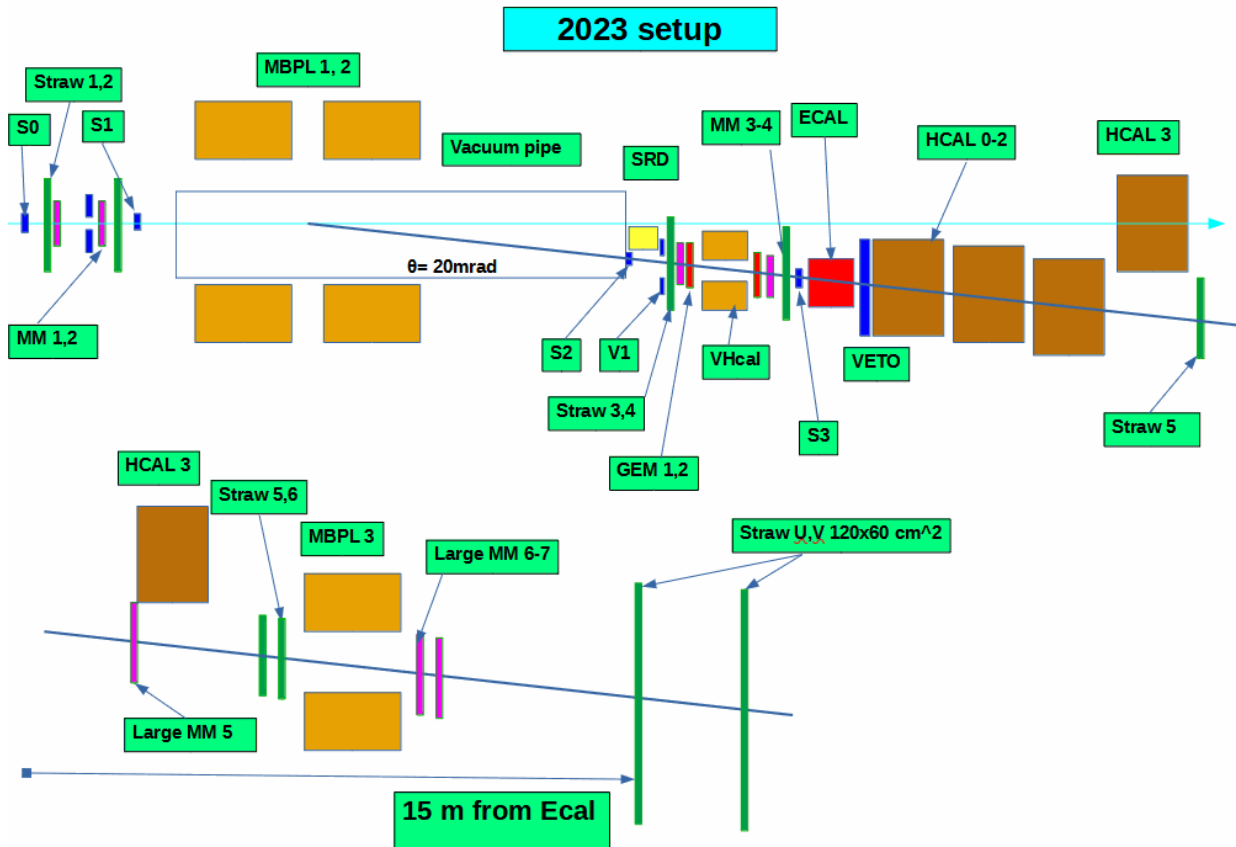 2023 setup
MBPL 1, 2
Straw 1,2
S0
S1
Vacuum pipe
SRD
MM 3-4
ECAL
HCAL 0-2
HCAL 3
θ= 20mrad
MM 1,2
S2
V1
VHcal
VETO
Straw 3,4
S3
Straw 5
GEM 1,2
HCAL 3
Straw 5,6
MBPL 3
Large MM 6-7
Straw U,V 120x60 cm^2
Large MM 5
15 m from Ecal